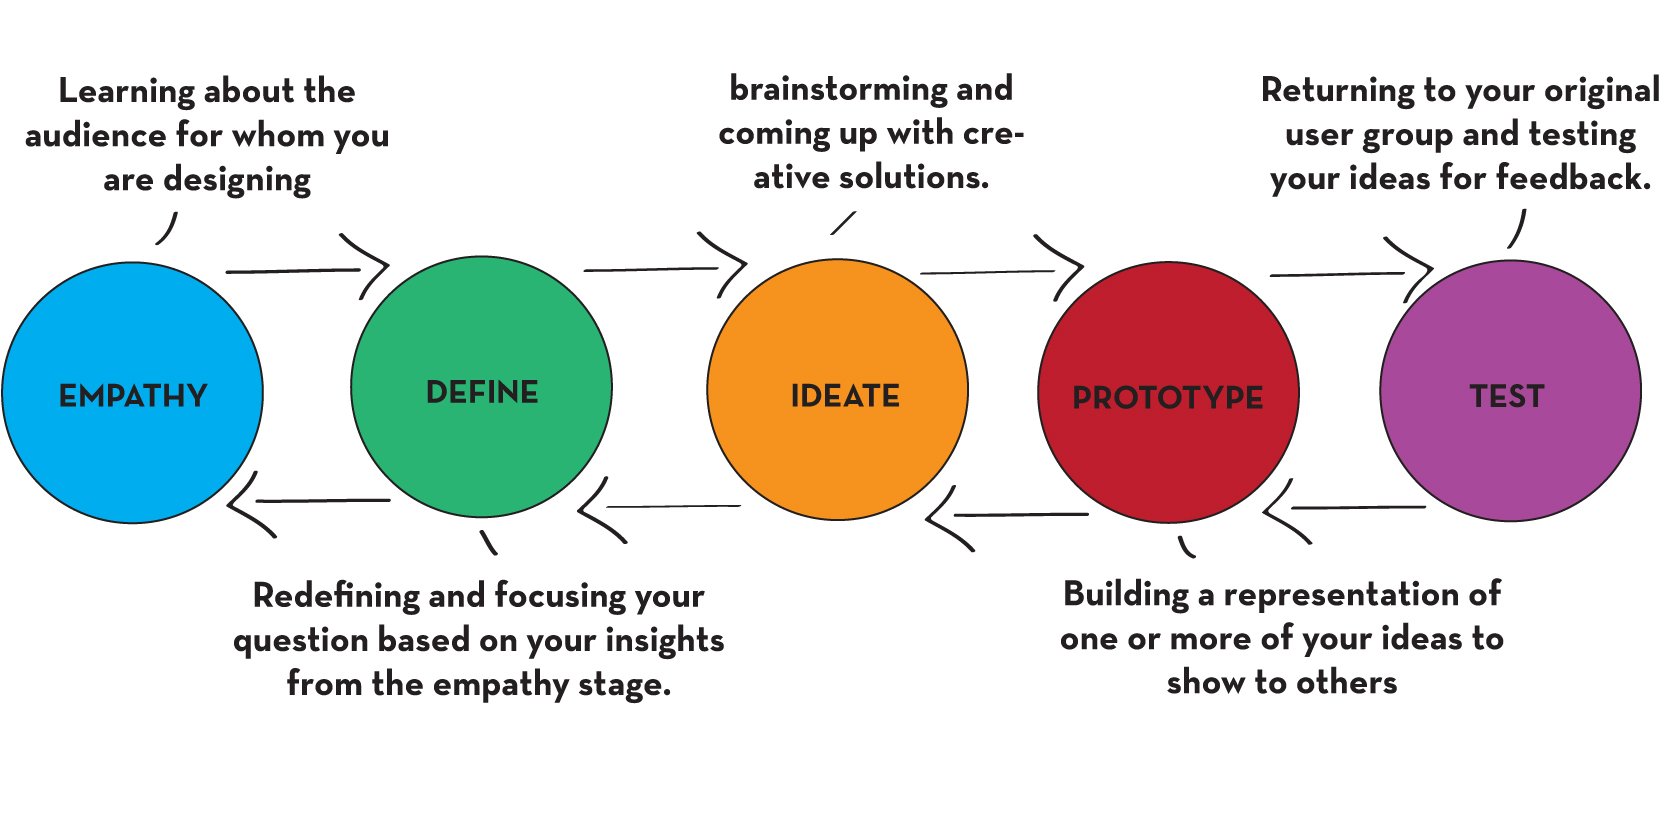 Learning about the
audience for whom you
are designing
brainstorming and
coming up with cre-
ative solutions.
Returning to your original
user group and testing
your ideas for feedback.
EMPATHY
DEFINE
IDEATE
PROTOTYPE
TEST
Redefining and focusing your
question based on your insights
from the empathy stage.
Building a representation of
one or more of your ideas to
show to others